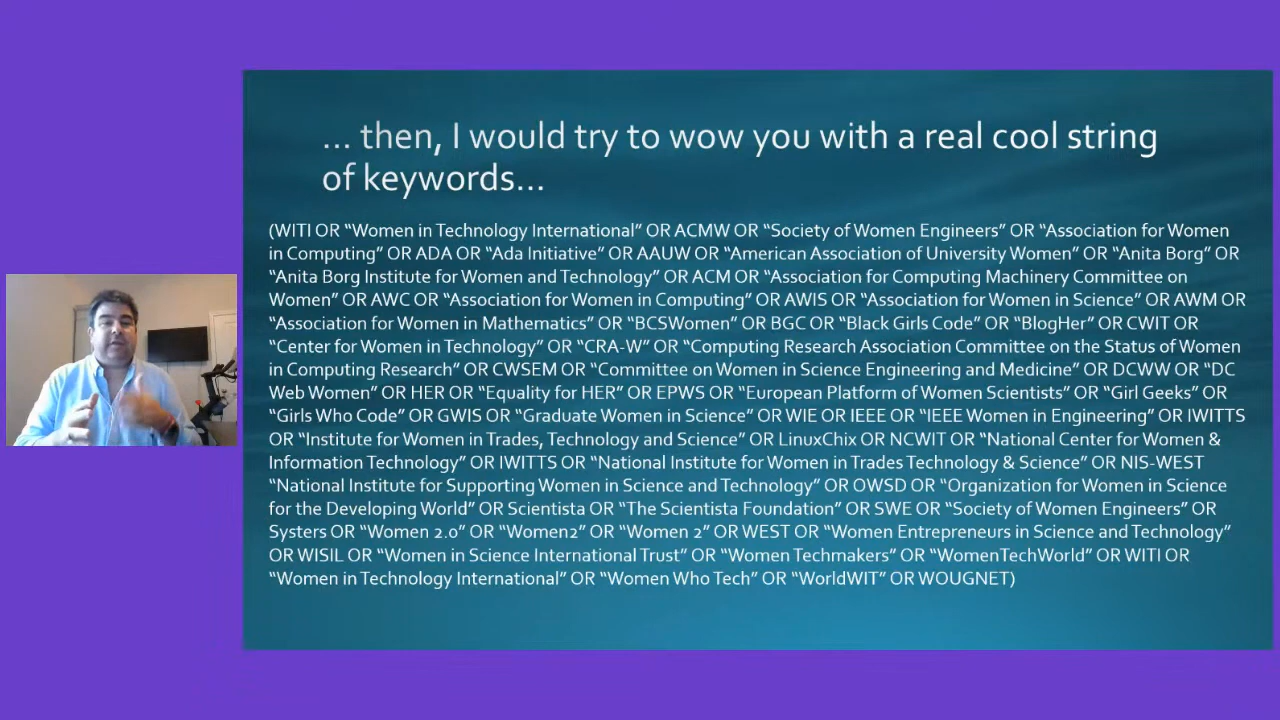 ... then, I would try to wow you with a real cool string
of keywords...
(WITI OR “Women in Technology International” OR ACMW OR “Society of Women Engineers” OR “Association for Women
in Computing” OR ADA OR “Ada Initiative” OR AAUW OR “American Association of University Women” OR “Anita Borg” OR
“Anita Borg Institute for Women and Technology” OR ACM OR “Association for Computing Machinery Committee on
Women” OR AWC OR “Association for Women in Computing” OR AWIS OR “Association for Women in Science” OR AWM OR
“Association for Women in Mathematics” OR “BCSWomen” OR BGC OR “Black Girls Code” OR “BlogHer” OR CWIT OR
“Center for Women in Technology” OR “CRA-W” OR “Computing Research Association Committee on the Status of Women
in Computing Research” OR CWSEM OR “Committee on Women in Science Engineering and Medicine” OR DCWW OR “DC
Web Women” OR HER OR “Equality for HER” OR EPWS OR “European Platform of Women Scientists” OR “Girl Geeks” OR
“Girls Who Code” OR GWIS OR “Graduate Women in Science” OR WIE OR IEEE OR “IEEE Women in Engineering” OR IWITTS
OR “Institute for Women in Trades, Technology and Science” OR LinuxChix OR NCWIT OR “National Center for Women &
Information Technology” OR IWITTS OR “National Institute for Women in Trades Technology & Science” OR NIS-WEST
“National Institute for Supporting Women in Science and Technology” OR OWSD OR “Organization for Women in Science
for the Developing World” OR Scientista OR “The Scientista Foundation” OR SWE OR “Society of Women Engineers” OR
Systers OR “Women 2.0” OR “Women2” OR “Women 2” OR WEST OR “Women Entrepreneurs in Science and Technology”
OR WISIL OR “Women in Science International Trust” OR “Women Techmakers” OR “WomenTechWorld” OR WITI OR
“Women in Technology International” OR “Women Who Tech” OR “WorldWIT” OR WOUGNET)